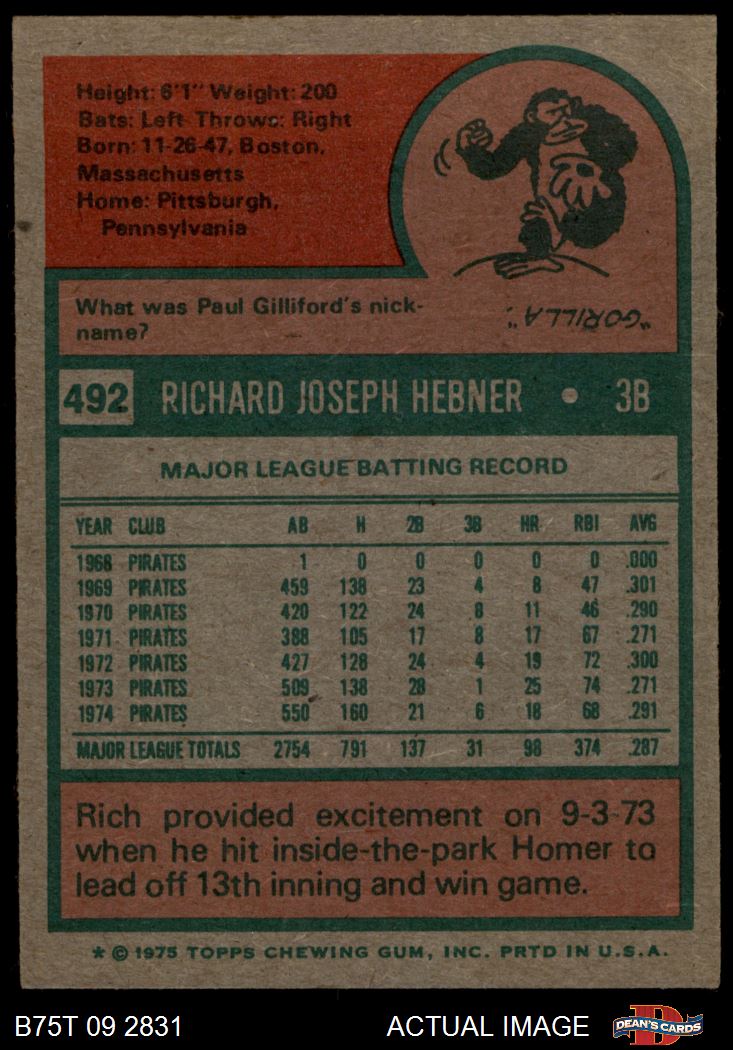 Height: 6'1" Weight: 200
Bats: Left Throws: Right
Born: 11-26-47, Boston,
Massachusetts
Home: Pittsburgh,
Pennsylvania
What was Paul Gilliford's nick-
name?
"GORILLA".
492 RICHARD JOSEPH HEBNER • 3B
MAJOR LEAGUE BATTING RECORD
YEAR CLUB AB H 2B 3B HR RBI AVG
1968 PIRATES 1 0 0 0 0 0 .000
1969 PIRATES 459 138 23 4 8 47 .301
1970 PIRATES 420 122 24 8 11 46 .290
1971 PIRATES 388 105 17 8 17 67 .271
1972 PIRATES 427 128 24 4 19 72 .300
1973 PIRATES 509 138 28 1 25 74 .271
1974 PIRATES 550 160 21 6 18 68 .291
MAJOR LEAGUE TOTALS 2754 791 137 31 98 374 .287
Rich provided excitement on 9-3-73
when he hit inside-the-park Homer to
lead off 13th inning and win game.
* © 1975 TOPPS CHEWING GUM, INC. PRTD IN U.S.A.
B75T 09 2831 ACTUAL IMAGE D DEAN'S CARDS